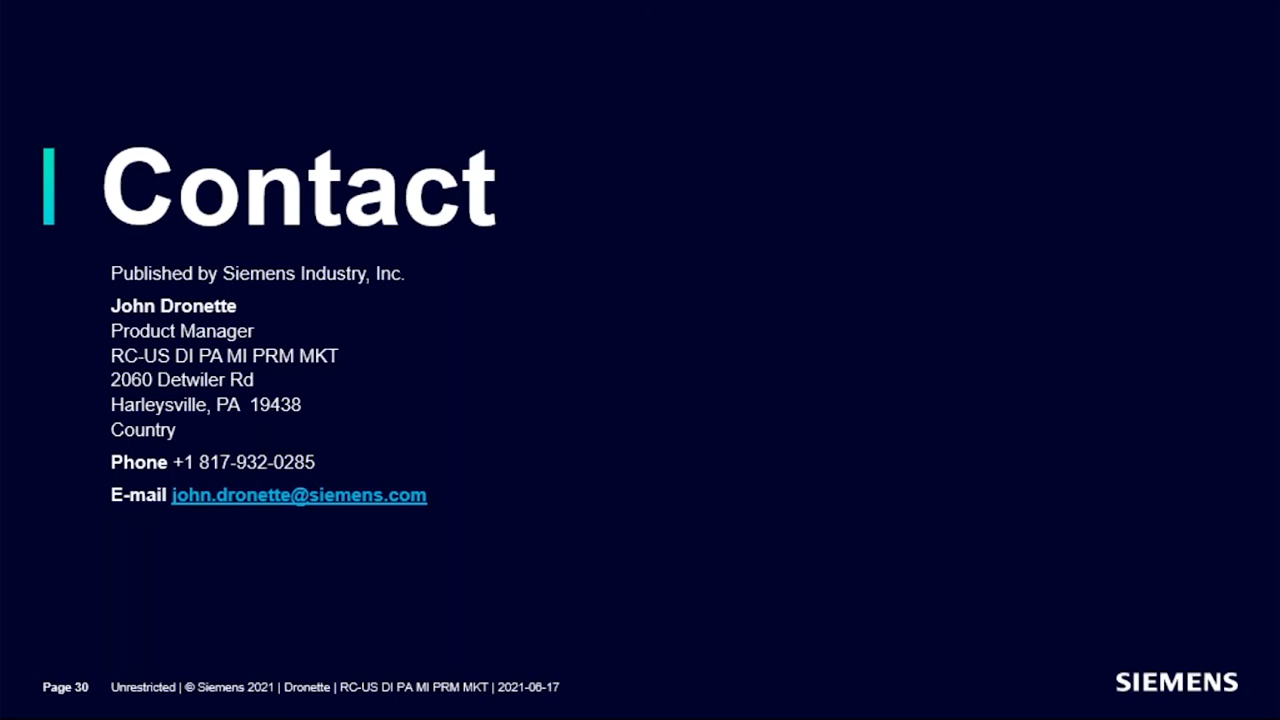 Contact
Published by Siemens Industry, Inc.
John Dronette
Product Manager
RC-US DI PA MI PRM MKT
2060 Detwiler Rd
Harleysville, PA  19438
Country
Phone +1 817-932-0285
E-mail john.dronette@siemens.com
Page 30 Unrestricted | © Siemens 2021 | Dronette | RC-US DI PA MI PRM MKT | 2021-06-17
SIEMENS